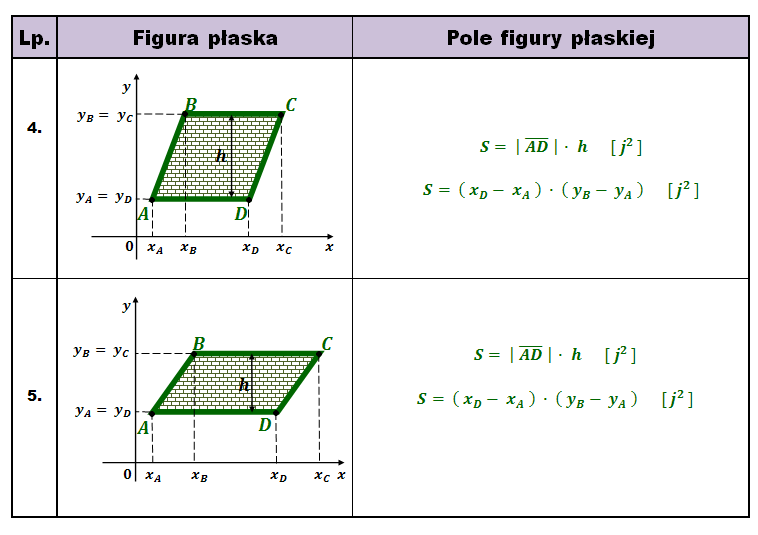 Lp. Figura płaska Pole figury płaskiej
4.
y
B C
y_B = y_C
h
y_A = y_D
A D
0 x_A x_B x_D x_C x
S = | \overline{AD} | · h [ j² ]
S = ( x_D − x_A ) · ( y_B − y_A ) [ j² ]
5.
y
B C
y_B = y_C
h
y_A = y_D
A D
0 x_A x_B x_D x_C x
S = | \overline{AD} | · h [ j² ]
S = ( x_D − x_A ) · ( y_B − y_A ) [ j² ]